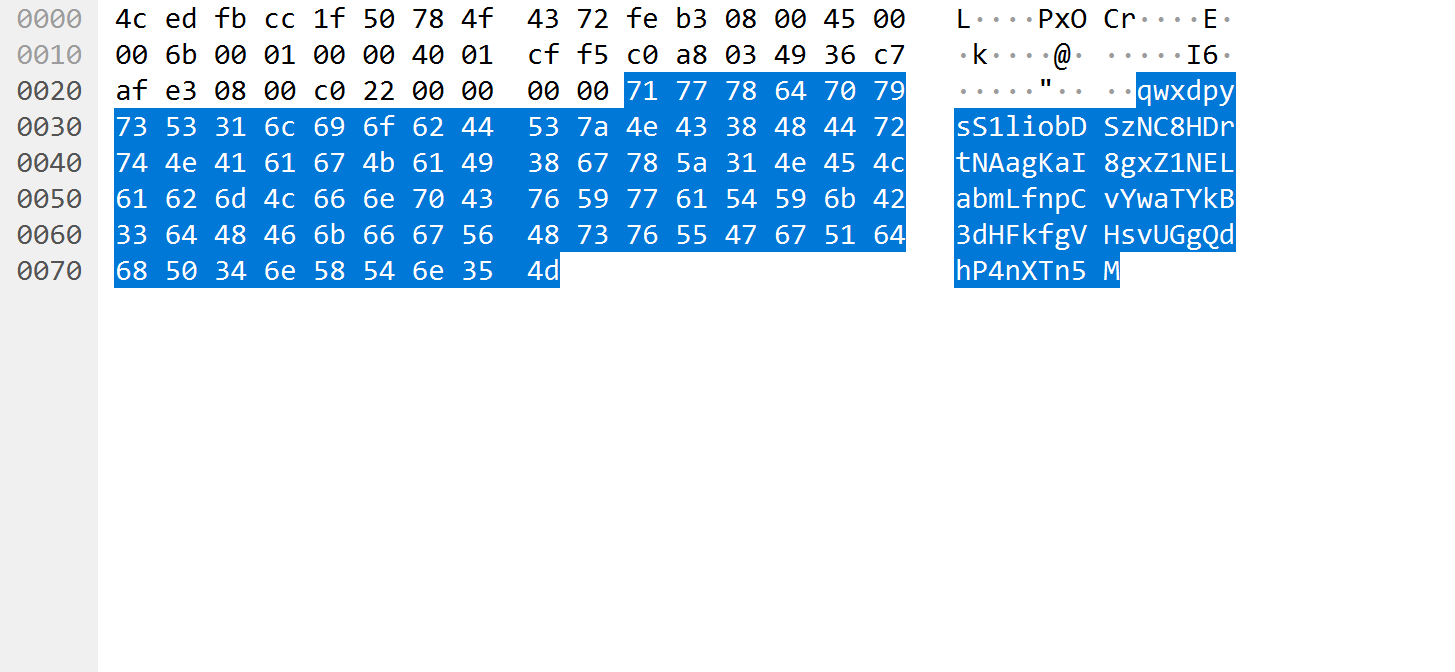 0000 4c ed fb cc 1f 50 78 4f 43 72 fe b3 08 00 45 00 L····PxO Cr····E·
0010 00 6b 00 01 00 00 40 01 cf f5 c0 a8 03 49 36 c7 ·k····@· ·····I6·
0020 af e3 08 00 c0 22 00 00 00 00 71 77 78 64 70 79 ·····"·· ··qwxdpy
0030 73 53 31 6c 69 6f 62 44 53 7a 4e 43 38 48 44 72 sS1liobD SzNC8HDr
0040 74 4e 41 61 67 4b 61 49 38 67 78 5a 31 4e 45 4c tNAagKaI 8gxZ1NEL
0050 61 62 6d 4c 66 6e 70 43 76 59 77 61 54 59 6b 42 abmLfnpC vYwaTYkB
0060 33 64 48 46 6b 66 67 56 48 73 76 55 47 67 51 64 3dHFkfgV HsvUGgQd
0070 68 50 34 6e 58 54 6e 35 4d hP4nXTn5 M